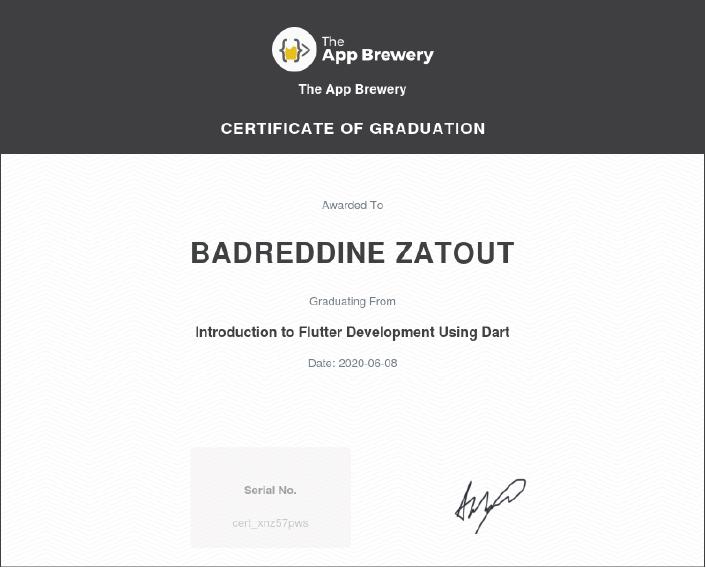 The
App Brewery
The App Brewery
CERTIFICATE OF GRADUATION
Awarded To
BADREDDINE ZATOUT
Graduating From
Introduction to Flutter Development Using Dart
Date: 2020-06-08
Serial No.
cert_xnz57pws